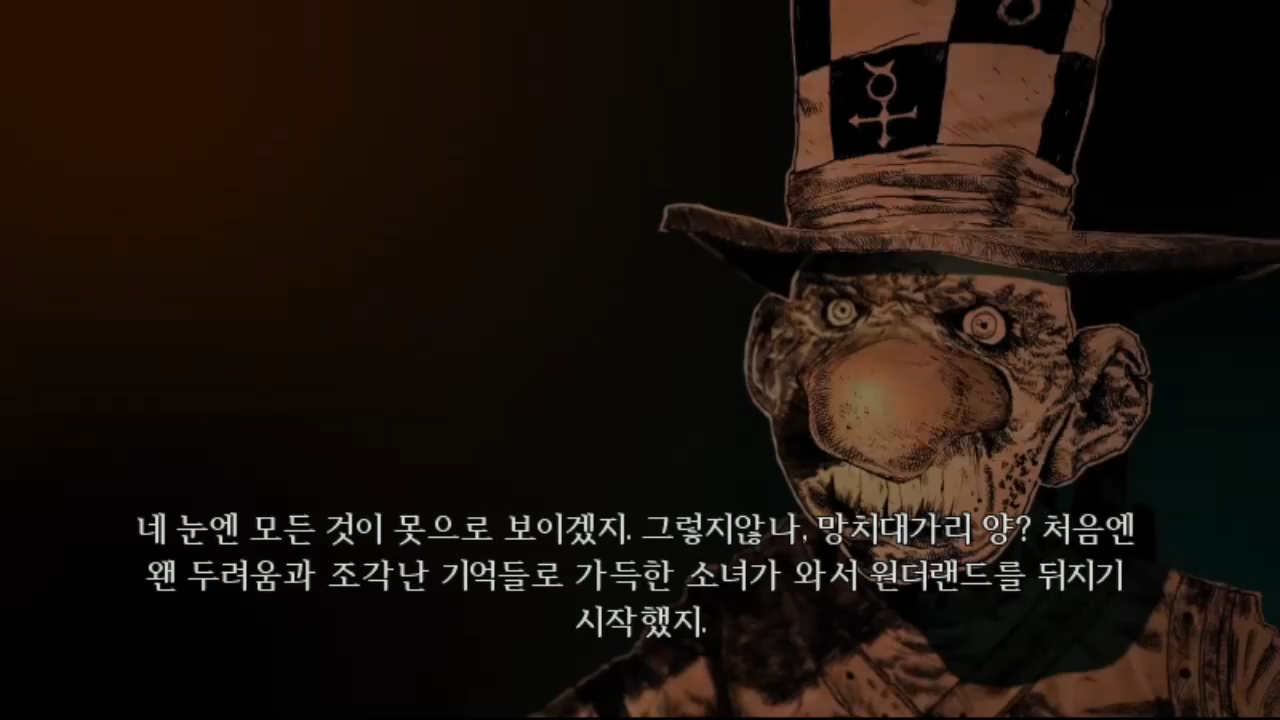 네 눈엔 모든 것이 못으로 보이겠지. 그렇지않나, 망치대가리 양? 처음엔
왠 두려움과 조각난 기억들로 가득한 소녀가 와서 원더랜드를 뒤지기
시작했지.